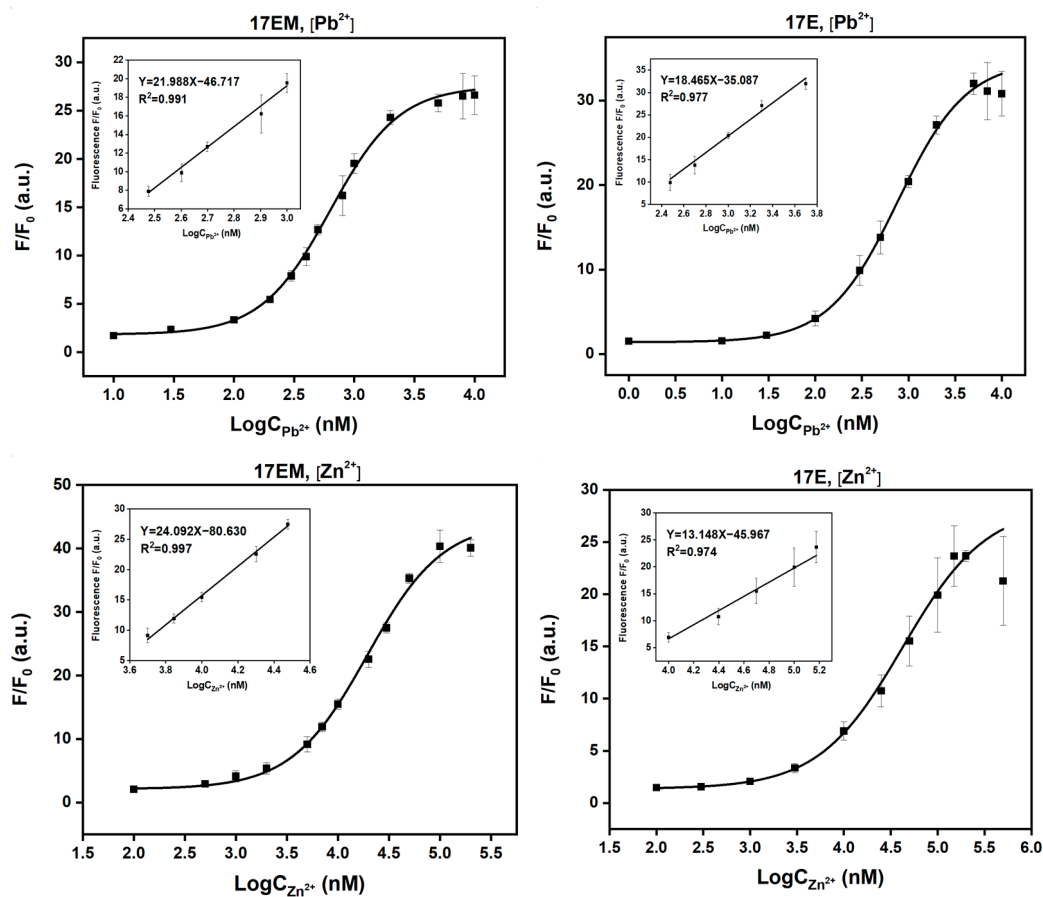 17EM, [Pb²⁺]
F/F₀ (a.u.)
30
25
20
15
10
5
0
1.0 1.5 2.0 2.5 3.0 3.5 4.0
LogC_Pb²⁺ (nM)
Y=21.988X−46.717
R²=0.991
Fluorescence F/F₀ (a.u.)
22
20
18
16
14
12
10
8
6
2.4 2.5 2.6 2.7 2.8 2.9 3.0
LogC_Pb²⁺ (nM)
17E, [Pb²⁺]
F/F₀ (a.u.)
30
20
10
0
0.0 0.5 1.0 1.5 2.0 2.5 3.0 3.5 4.0
LogC_Pb²⁺ (nM)
Y=18.465X−35.087
R²=0.977
Fluorescence F/F₀ (a.u.)
35
30
25
20
15
10
5
2.4 2.6 2.8 3.0 3.2 3.4 3.6 3.8
LogC_Pb²⁺ (nM)
17EM, [Zn²⁺]
F/F₀ (a.u.)
50
40
30
20
10
0
2.0 2.5 3.0 3.5 4.0 4.5 5.0 5.5
LogC_Zn²⁺ (nM)
Y=24.092X−80.630
R²=0.997
Fluorescence F/F₀ (a.u.)
30
25
20
15
10
5
3.6 3.8 4.0 4.2 4.4 4.6
LogC_Zn²⁺ (nM)
17E, [Zn²⁺]
F/F₀ (a.u.)
30
25
20
15
10
5
0
1.5 2.0 2.5 3.0 3.5 4.0 4.5 5.0 5.5 6.0
LogC_Zn²⁺ (nM)
Y=13.148X−45.967
R²=0.974
Fluorescence F/F₀ (a.u.)
30
25
20
15
10
5
4.0 4.2 4.4 4.6 4.8 5.0 5.2
LogC_Zn²⁺ (nM)